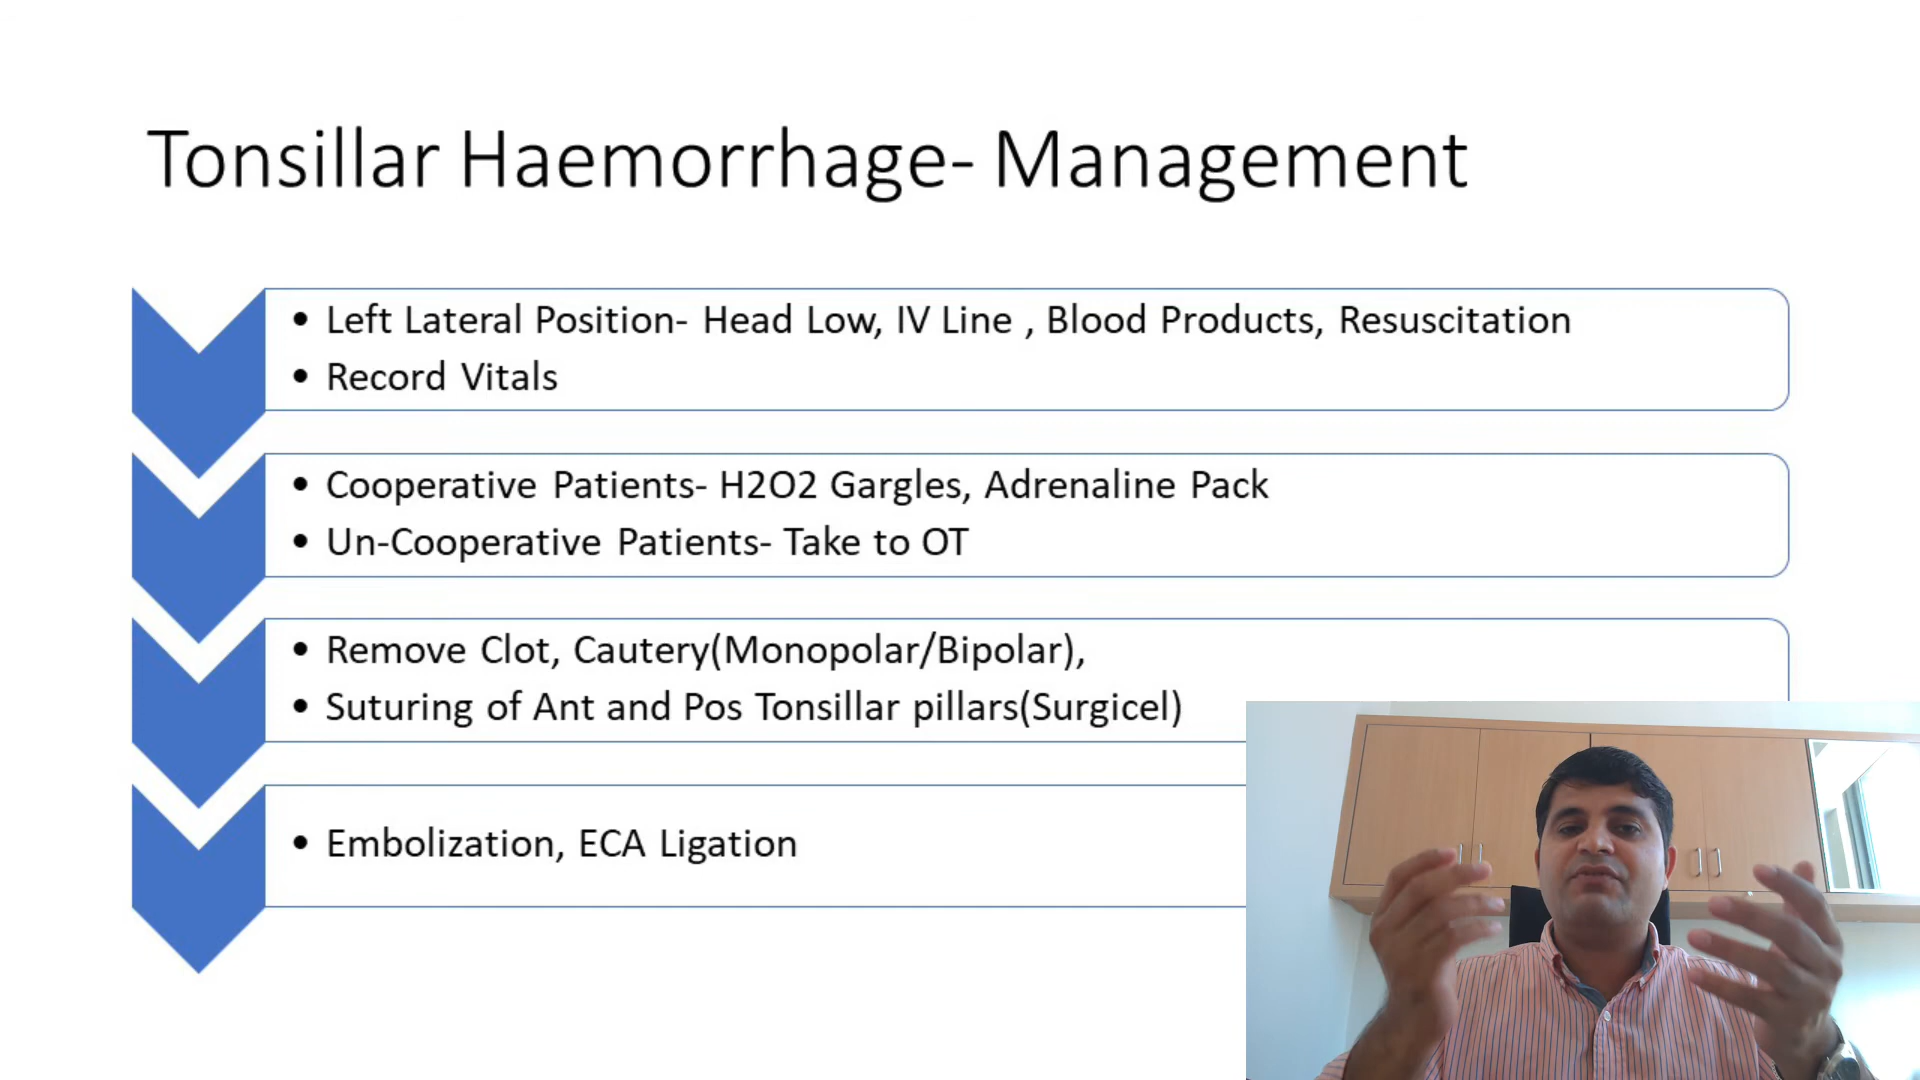 Tonsillar Haemorrhage- Management
• Left Lateral Position- Head Low, IV Line , Blood Products, Resuscitation
• Record Vitals
• Cooperative Patients- H2O2 Gargles, Adrenaline Pack
• Un-Cooperative Patients- Take to OT
• Remove Clot, Cautery(Monopolar/Bipolar),
• Suturing of Ant and Pos Tonsillar pillars(Surgicel)
• Embolization, ECA Ligation